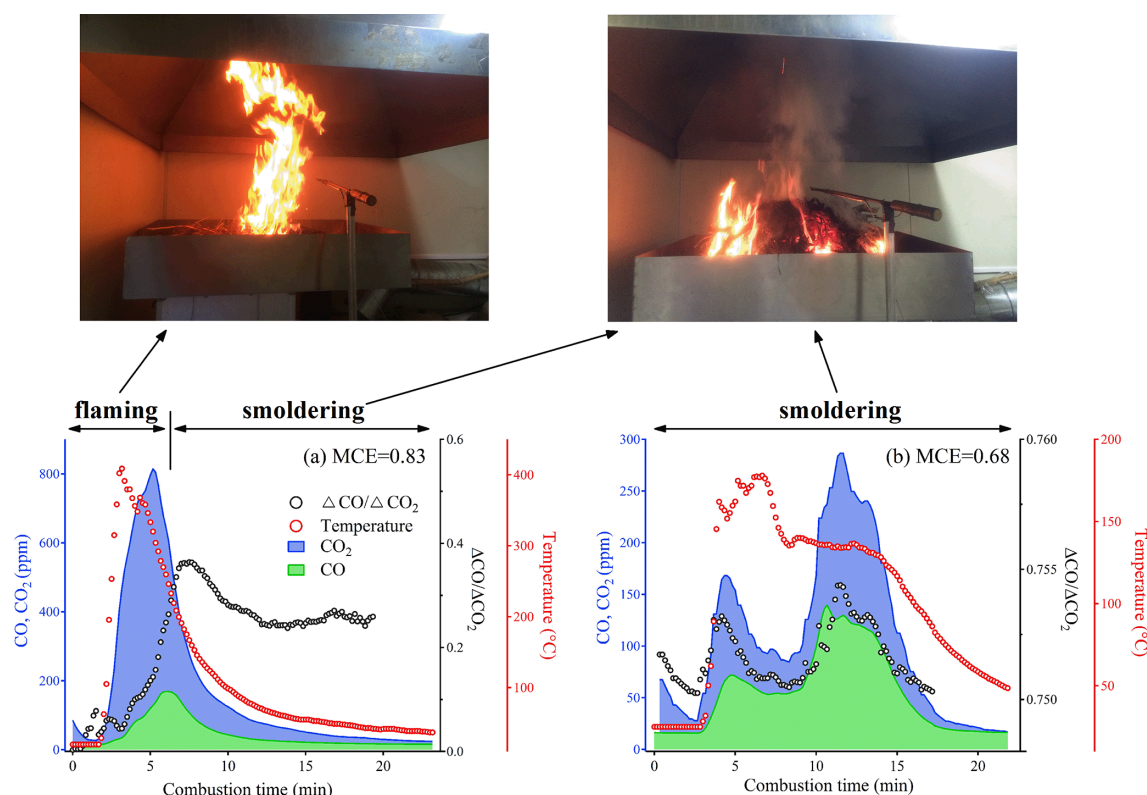 flaming
smoldering
(a) MCE=0.83
△CO/△CO₂
Temperature
CO₂
CO
CO, CO₂ (ppm)
800
600
400
200
0
0.6
0.4
0.2
0.0
ΔCO/ΔCO₂
400
300
200
100
Temperature (°C)
0
5
10
15
20
Combustion time (min)
smoldering
(b) MCE=0.68
CO, CO₂ (ppm)
300
250
200
150
100
50
0
0.760
0.755
0.750
ΔCO/ΔCO₂
200
150
100
50
Temperature (°C)
0
5
10
15
20
Combustion time (min)